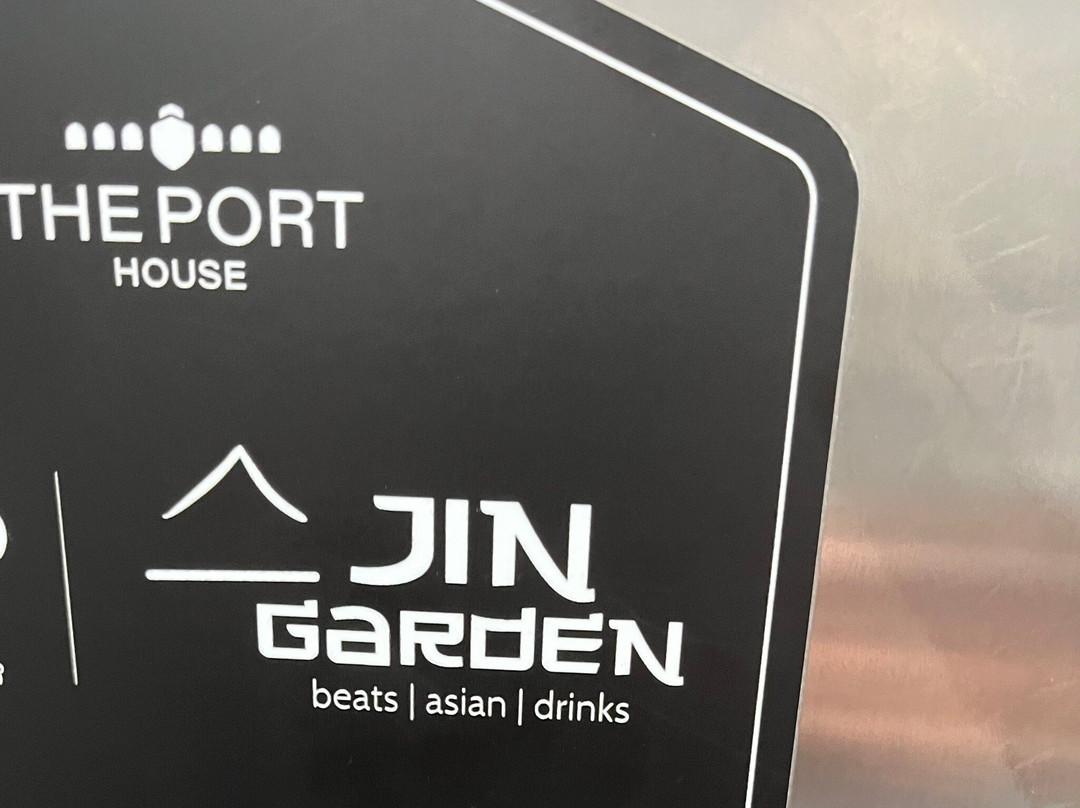 THE PORT
HOUSE
JIN
GaRdEN
beats | asian | drinks